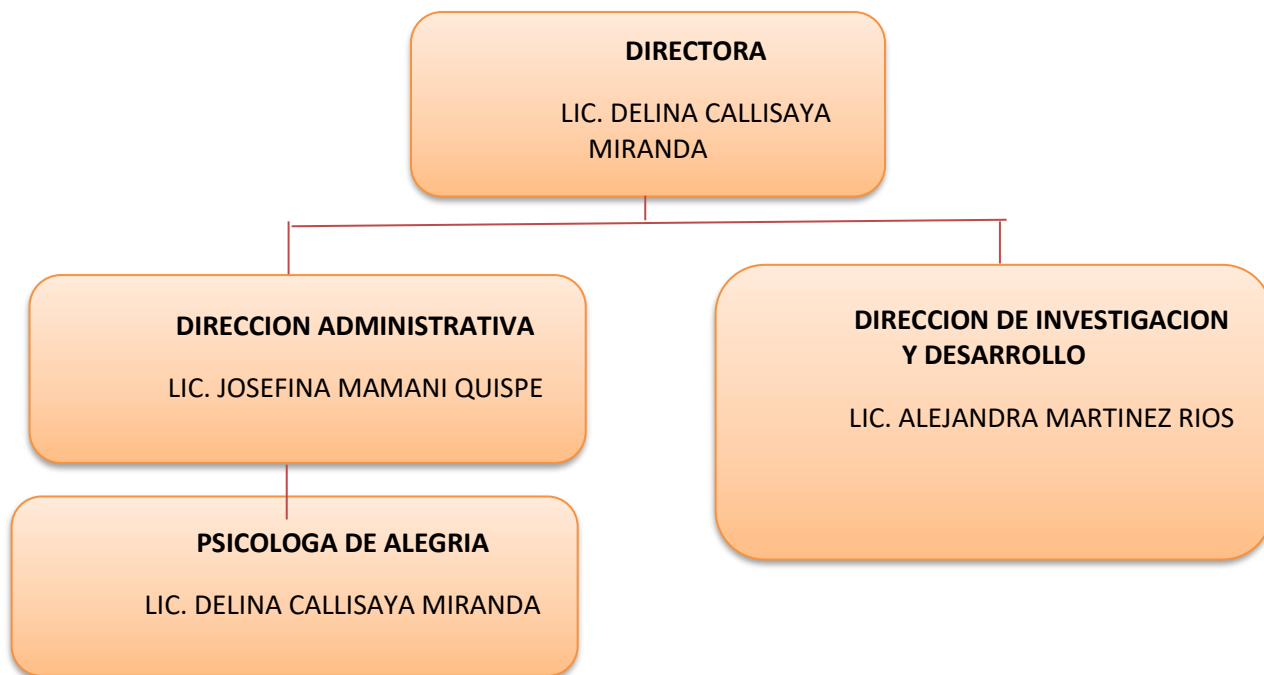 DIRECTORA
LIC. DELINA CALLISAYA
MIRANDA
DIRECCION ADMINISTRATIVA
LIC. JOSEFINA MAMANI QUISPE
DIRECCION DE INVESTIGACION
Y DESARROLLO
LIC. ALEJANDRA MARTINEZ RIOS
PSICOLOGA DE ALEGRIA
LIC. DELINA CALLISAYA MIRANDA